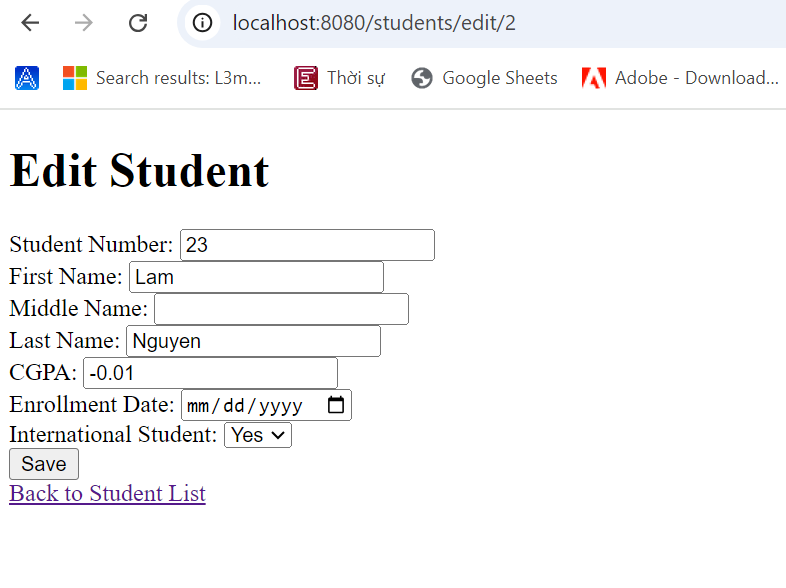 localhost:8080/students/edit/2
Search results: L3m... Thời sự Google Sheets Adobe - Download...
Edit Student
Student Number: 23
First Name: Lam
Middle Name:
Last Name: Nguyen
CGPA: -0.01
Enrollment Date: mm/dd/yyyy
International Student: Yes
Save
Back to Student List